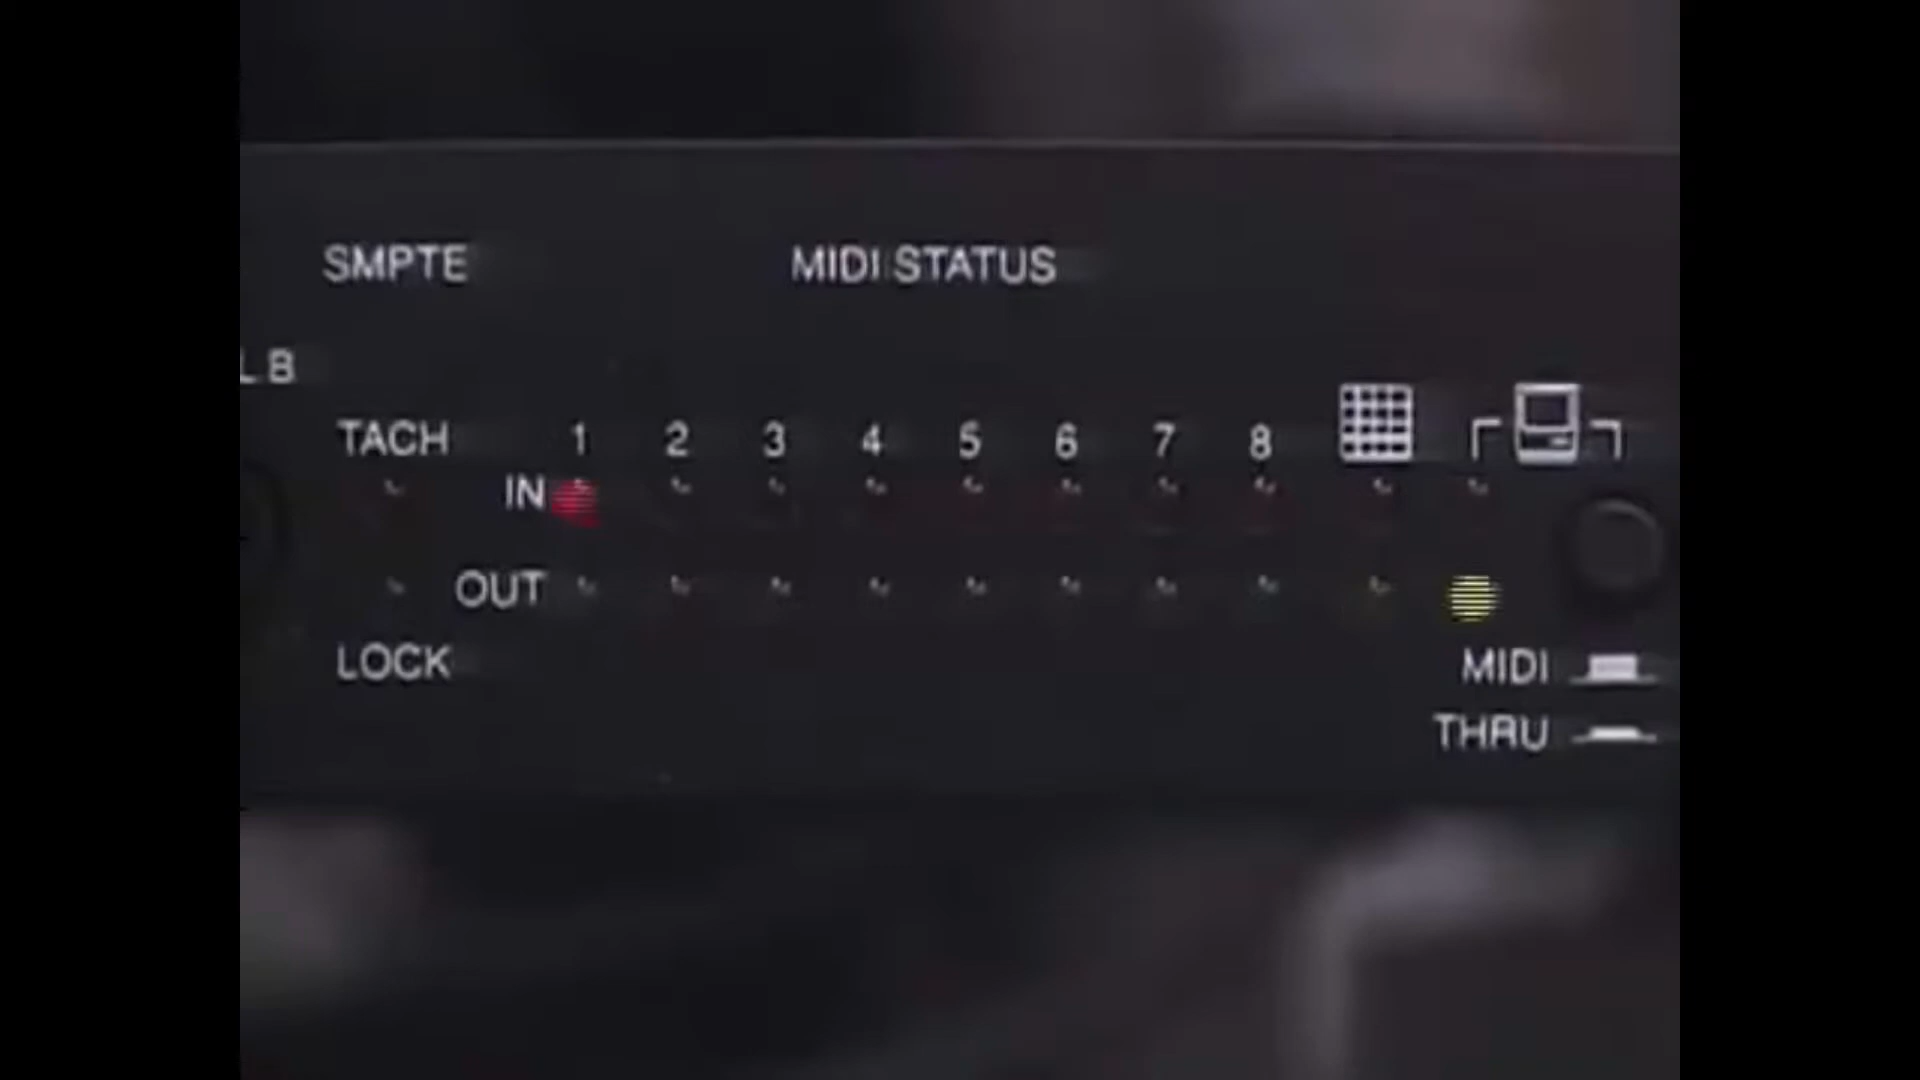 SMPTE MIDI STATUS
L B
TACH 1 2 3 4 5 6 7 8
IN
OUT
LOCK MIDI
THRU